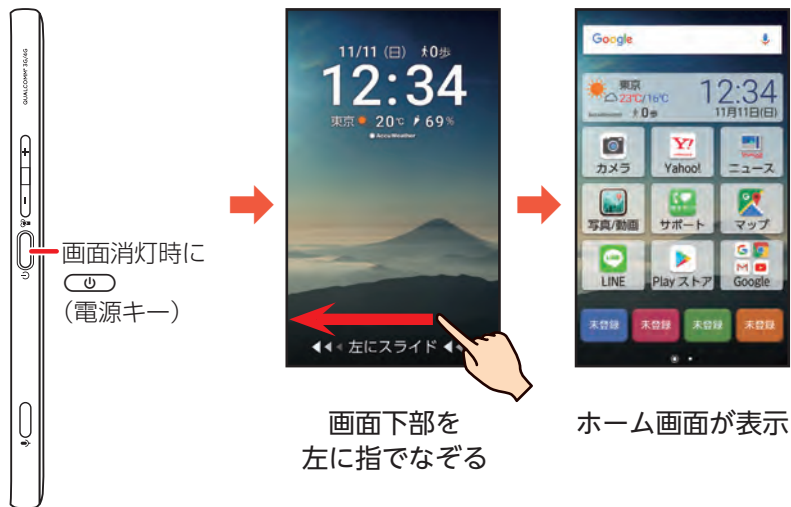 QUALCOMM 3G/4G
画面消灯時に
(電源キー)
11/11 (日) 0歩
12:34
東京 20℃ 69%
AccuWeather
左にスライド
画面下部を
左に指でなぞる
Google
東京
23℃/16℃
0歩
12:34
11月11日(日)
カメラ
Yahoo!
ニュース
写真/動画
サポート
マップ
LINE
Play ストア
Google
未登録 未登録 未登録 未登録
ホーム画面が表示